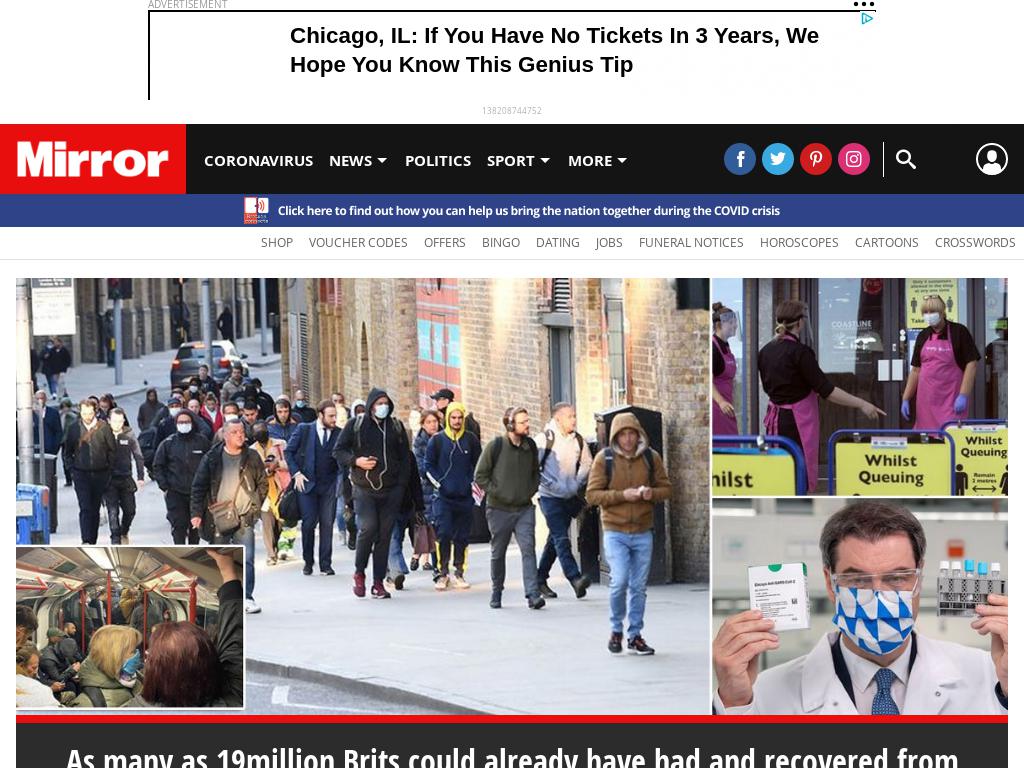 ADVERTISEMENT
Chicago, IL: If You Have No Tickets In 3 Years, We
Hope You Know This Genius Tip
138208744752
Mirror
CORONAVIRUS NEWS POLITICS SPORT MORE
Click here to find out how you can help us bring the nation together during the COVID crisis
SHOP VOUCHER CODES OFFERS BINGO DATING JOBS FUNERAL NOTICES HOROSCOPES CARTOONS CROSSWORDS
COASTLINE
Take
Whilst
Queuing
Whilst
Queuing
Remain
2 metres
hilst
As many as 19million Brits could already have had and recovered from